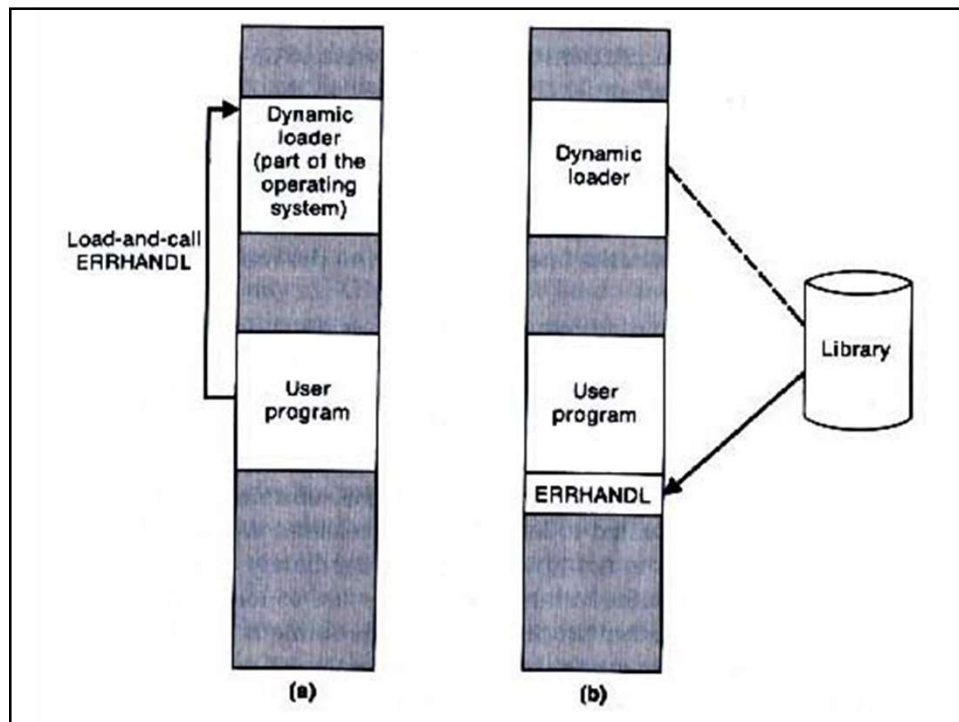 Dynamic
loader
(part of the
operating
system)
Load-and-call
ERRHANDL
User
program
(a)
Dynamic
loader
User
program
ERRHANDL
(b)
Library